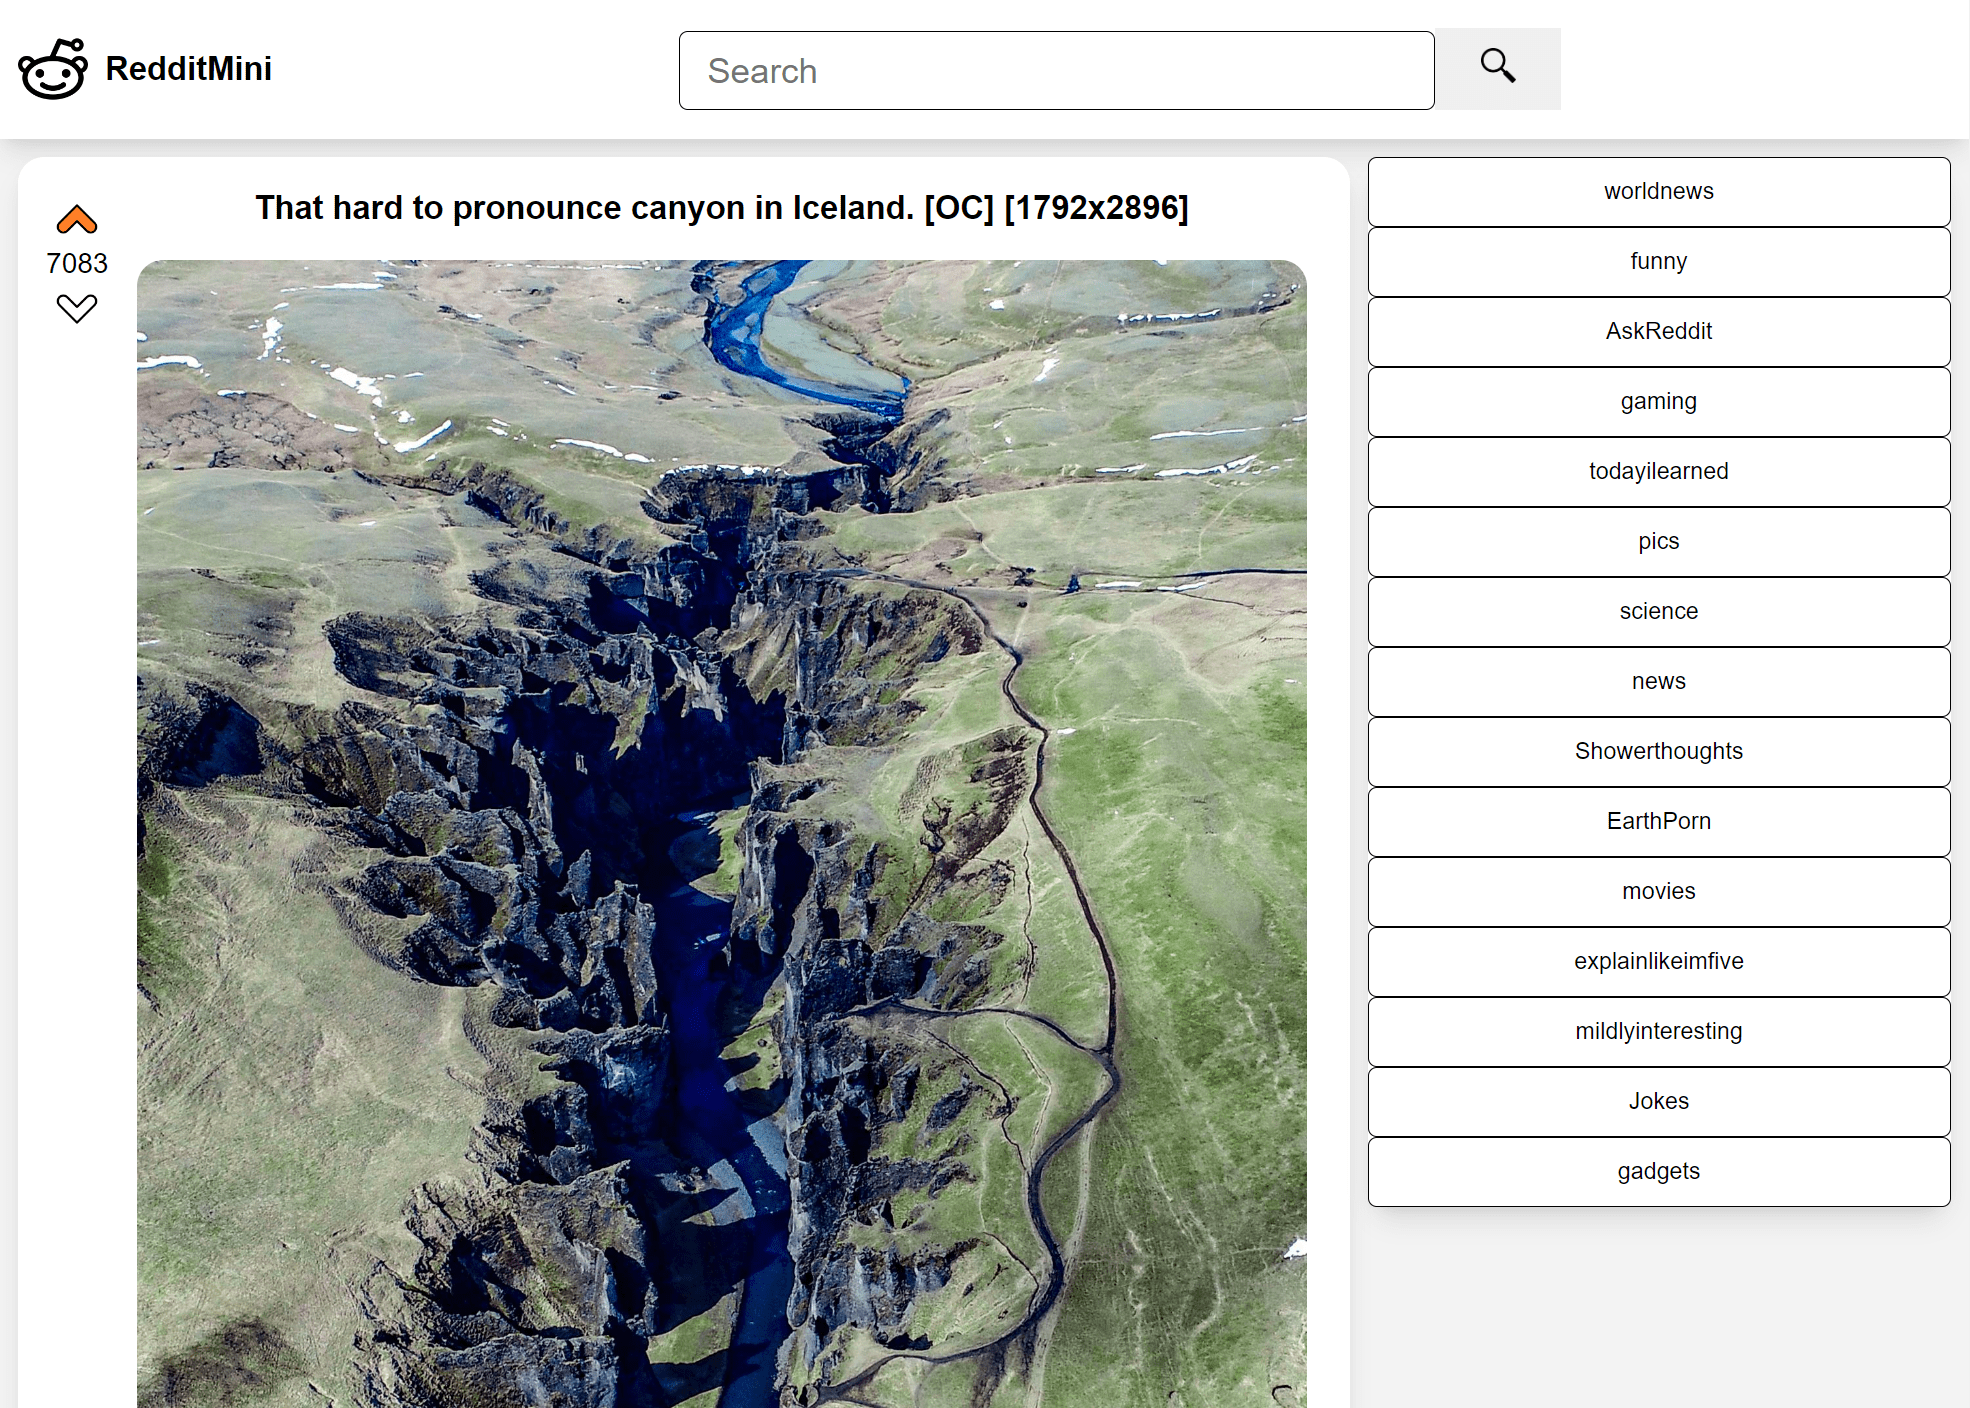 RedditMini
Search
That hard to pronounce canyon in Iceland. [OC] [1792x2896]
7083
worldnews
funny
AskReddit
gaming
todayilearned
pics
science
news
Showerthoughts
EarthPorn
movies
explainlikeimfive
mildlyinteresting
Jokes
gadgets